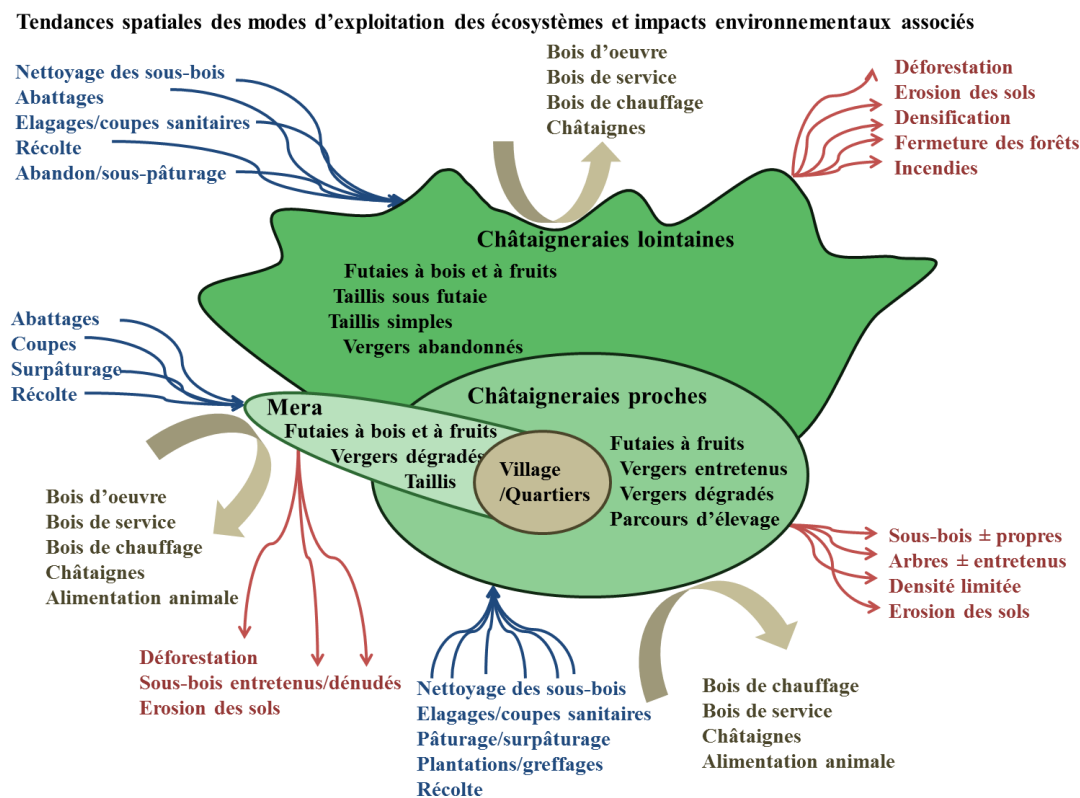 Tendances spatiales des modes d'exploitation des écosystèmes et impacts environnementaux associés
Nettoyage des sous-bois
Abattages
Elagages/coupes sanitaires
Récolte
Abandon/sous-pâturage
Bois d'oeuvre
Bois de service
Bois de chauffage
Châtaignes
Déforestation
Erosion des sols
Densification
Fermeture des forêts
Incendies
Châtaigneraies lointaines
Futaies à bois et à fruits
Taillis sous futaie
Taillis simples
Vergers abandonnés
Abattages
Coupes
Surpâturage
Récolte
Châtaigneraies proches
Mera
Futaies à bois et à fruits
Vergers dégradés
Taillis
Village
/Quartiers
Futaies à fruits
Vergers entretenus
Vergers dégradés
Parcours d'élevage
Bois d'oeuvre
Bois de service
Bois de chauffage
Châtaignes
Alimentation animale
Sous-bois ± propres
Arbres ± entretenus
Densité limitée
Erosion des sols
Déforestation
Sous-bois entretenus/dénudés
Erosion des sols
Nettoyage des sous-bois
Elagages/coupes sanitaires
Pâturage/surpâturage
Plantations/greffages
Récolte
Bois de chauffage
Bois de service
Châtaignes
Alimentation animale